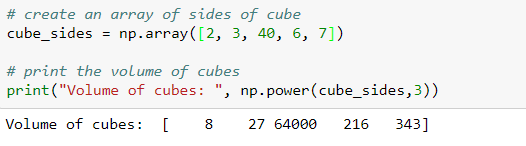 # create an array of sides of cube
cube_sides = np.array([2, 3, 40, 6, 7])
# print the volume of cubes
print("Volume of cubes: ", np.power(cube_sides,3))
Volume of cubes:  [    8    27 64000   216   343]